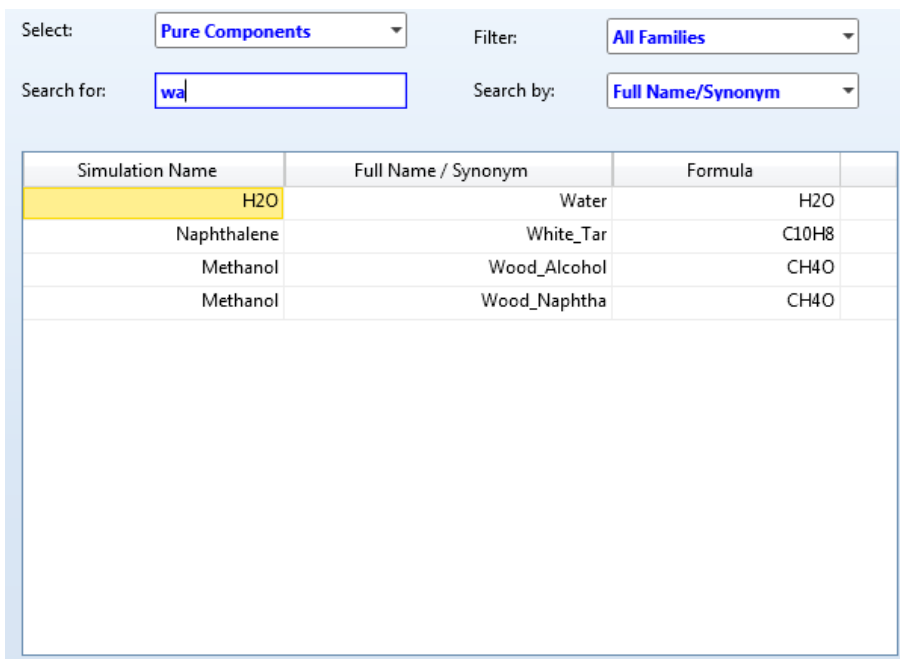 Select: Pure Components Filter: All Families
Search for: wa Search by: Full Name/Synonym
Simulation Name Full Name / Synonym Formula
H2O Water H2O
Naphthalene White_Tar C10H8
Methanol Wood_Alcohol CH4O
Methanol Wood_Naphtha CH4O